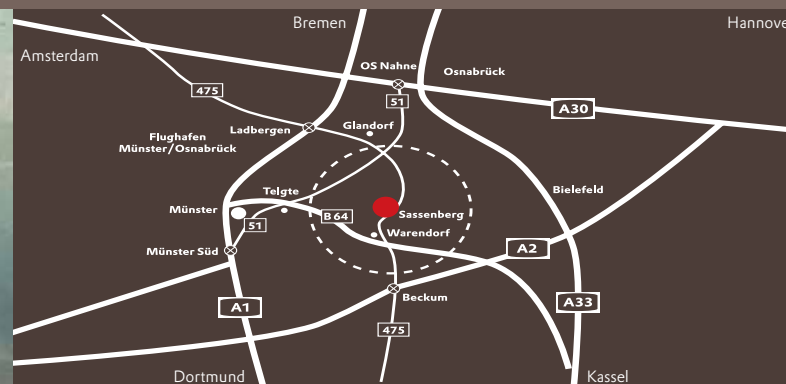 Bremen
Hannove
Amsterdam
OS Nahne
Osnabrück
475
51
A30
Ladbergen
Glandorf
Flughafen
Münster/Osnabrück
Bielefeld
Telgte
Münster
B 64
Sassenberg
51
Warendorf
Münster Süd
A2
Beckum
A1
A33
475
Dortmund
Kassel